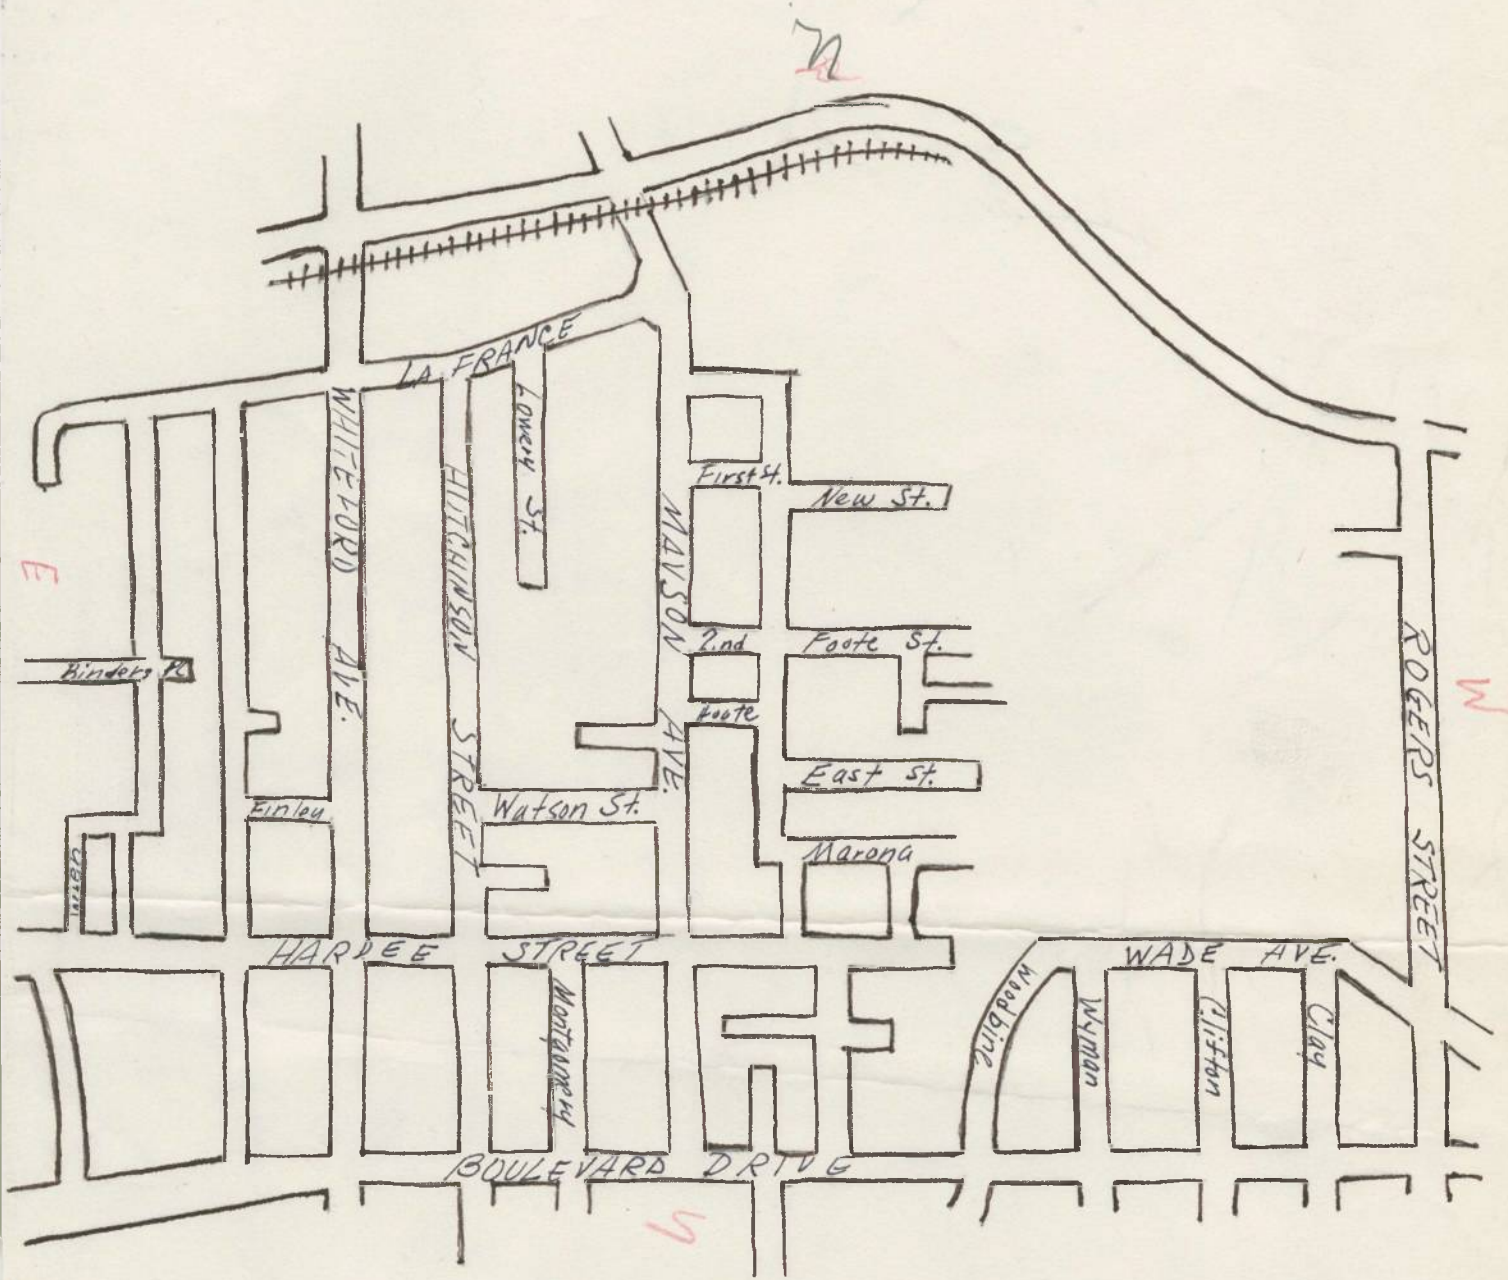 N
LA FRANCE
WHITEFORD AVE.
HUTCHINSON STREET
Lowery St.
MAYSON AVE.
First St.
New St.
E
2nd
Foote St.
Binders Pl
W
ROGERS STREET
Hoote
East St.
Finley
Watson St.
Marona
HARDEE STREET
WADE AVE.
Woodbine
Wyman
Clifton
Clay
Montgomery
BOULEVARD DRIVE
S